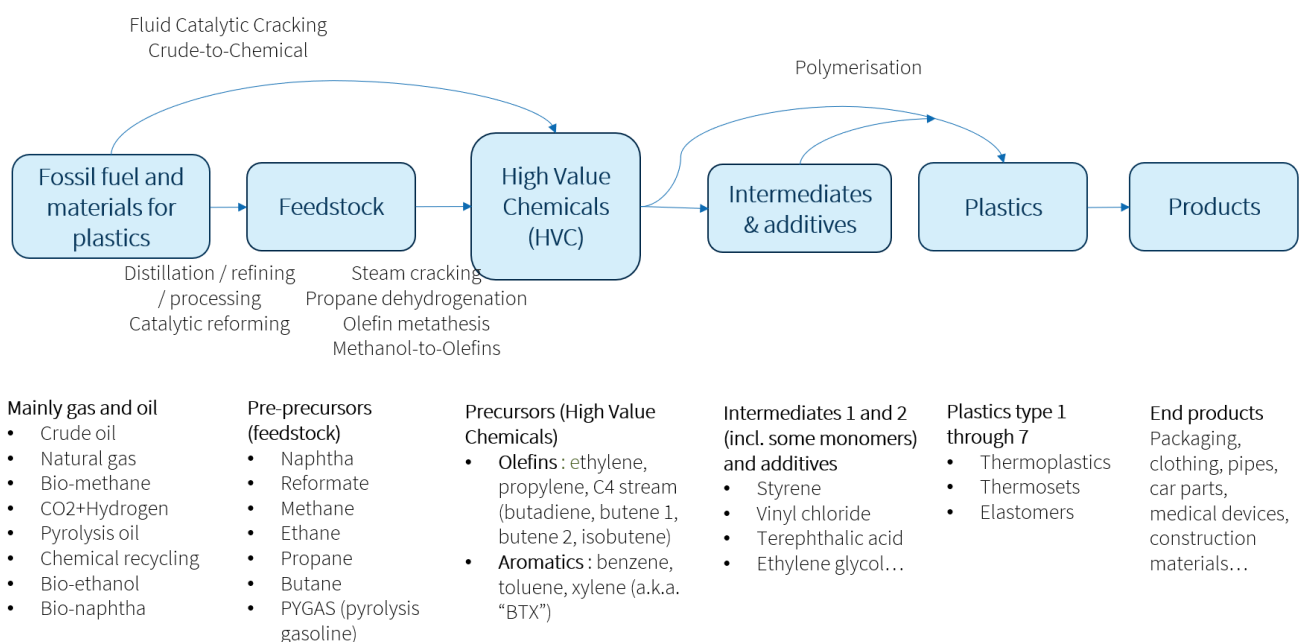 Fluid Catalytic Cracking
Crude-to-Chemical
Polymerisation
Fossil fuel and
materials for
plastics
Feedstock
High Value
Chemicals
(HVC)
Intermediates
& additives
Plastics
Products
Distillation / refining
/ processing
Catalytic reforming
Steam cracking
Propane dehydrogenation
Olefin metathesis
Methanol-to-Olefins
Mainly gas and oil
• Crude oil
• Natural gas
• Bio-methane
• CO2+Hydrogen
• Pyrolysis oil
• Chemical recycling
• Bio-ethanol
• Bio-naphtha
Pre-precursors
(feedstock)
• Naphtha
• Reformate
• Methane
• Ethane
• Propane
• Butane
• PYGAS (pyrolysis
gasoline)
Precursors (High Value
Chemicals)
• Olefins : ethylene,
propylene, C4 stream
(butadiene, butene 1,
butene 2, isobutene)
• Aromatics : benzene,
toluene, xylene (a.k.a.
“BTX”)
Intermediates 1 and 2
(incl. some monomers)
and additives
• Styrene
• Vinyl chloride
• Terephthalic acid
• Ethylene glycol…
Plastics type 1
through 7
• Thermoplastics
• Thermosets
• Elastomers
End products
Packaging,
clothing, pipes,
car parts,
medical devices,
construction
materials…